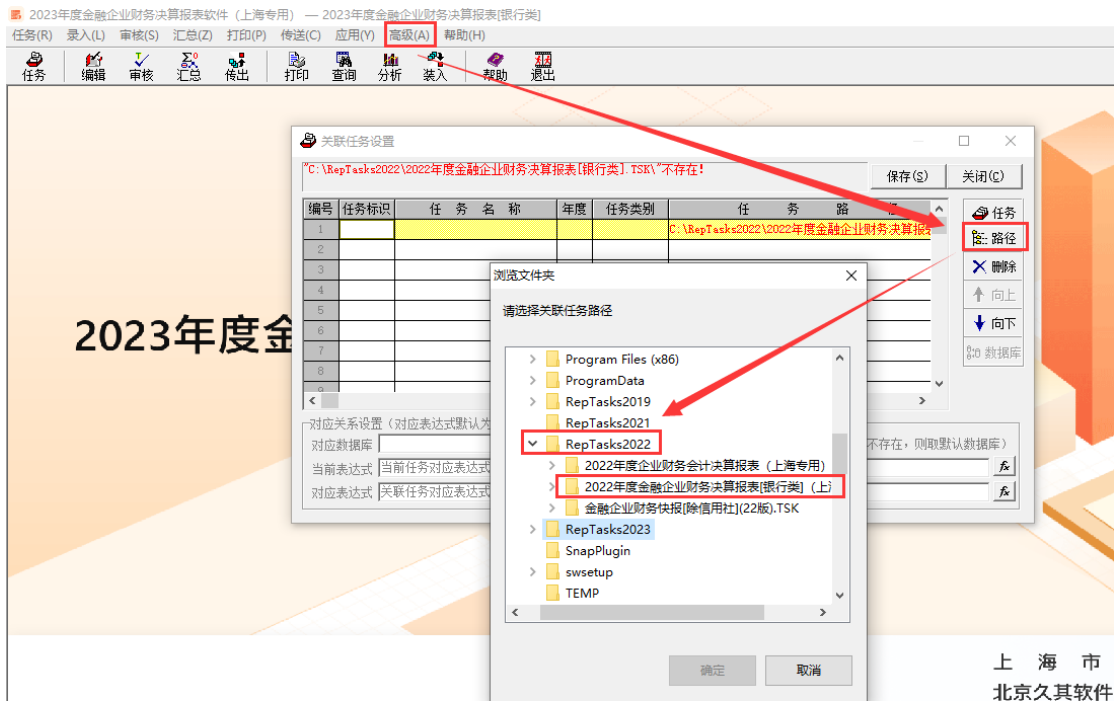 2023年度金融企业财务决算报表软件（上海专用） — 2023年度金融企业财务决算报表[银行类]
任务(R) 录入(L) 审核(S) 汇总(Z) 打印(P) 传送(C) 应用(Y) 高级(A) 帮助(H)
任务 编辑 审核 汇总 传出 打印 查询 分析 装入 帮助 退出
关联任务设置
"C:\RepTasks2022\2022年度金融企业财务决算报表[银行类].TSK\"不存在!
保存(S) 关闭(C)
编号 任务标识 任 务 名 称 年度 任务类别 任 务 路
1 C:\RepTasks2022\2022年度金融企业财务决算报
2
3
4
5
6
7
8
9
任务
路径
删除
向上
向下
数据库
2023年度金
浏览文件夹
请选择关联任务路径
Program Files (x86)
ProgramData
RepTasks2019
RepTasks2021
RepTasks2022
2022年度企业财务会计决算报表（上海专用）
2022年度金融企业财务决算报表[银行类]（上
金融企业财务快报[除信用社](22版).TSK
RepTasks2023
SnapPlugin
swsetup
TEMP
确定 取消
对应关系设置（对应表达式默认为
不存在，则取默认数据库）
对应数据库
当前表达式 当前任务对应表达式
对应表达式 关联任务对应表达式
fx
fx
上 海 市
北京久其软件